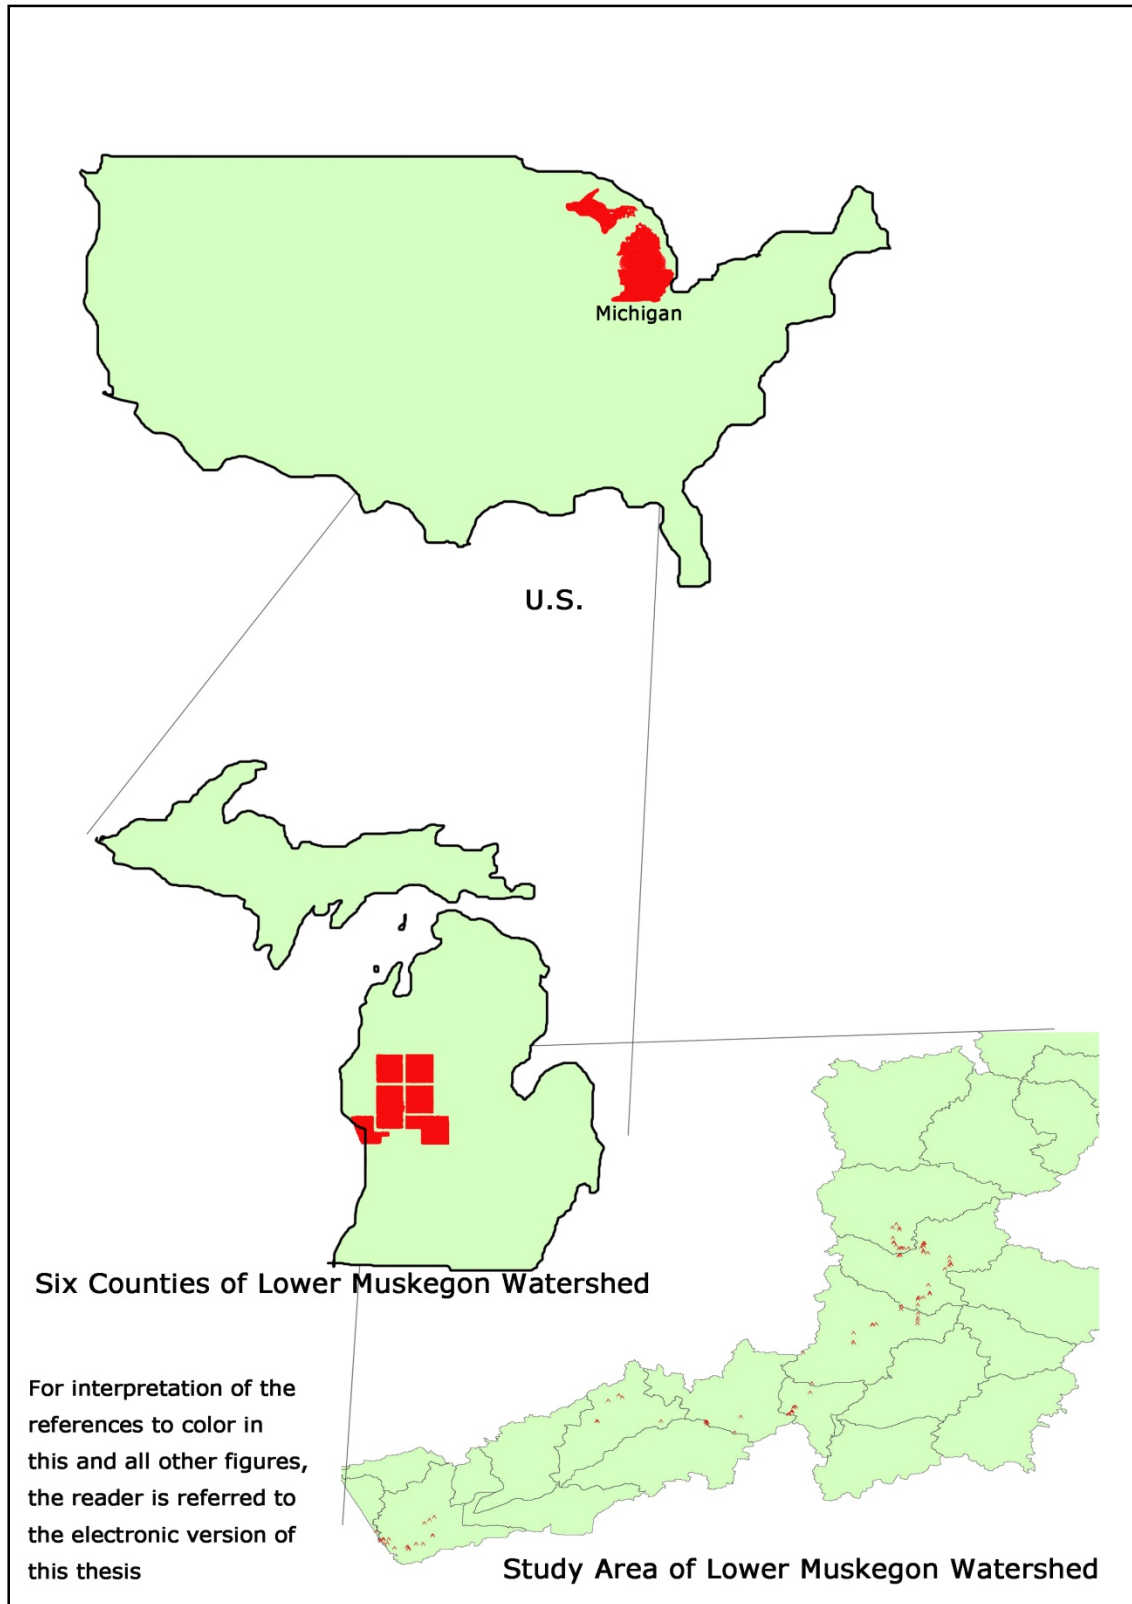 Michigan
U.S.
Six Counties of Lower Muskegon Watershed
For interpretation of the
references to color in
this and all other figures,
the reader is referred to
the electronic version of
this thesis
Study Area of Lower Muskegon Watershed